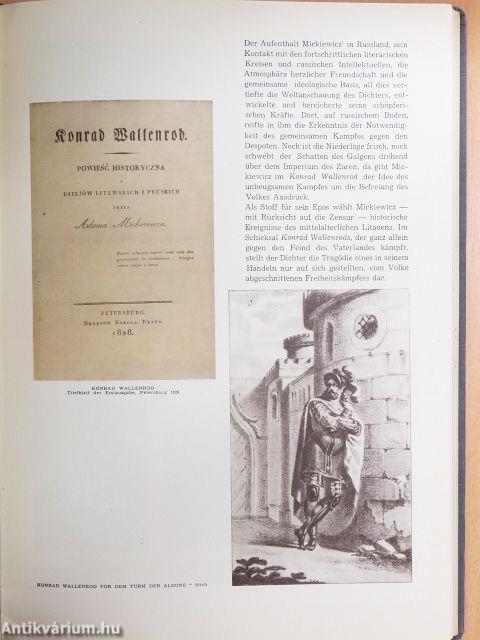 Der Aufenthalt Mickiewicz' in Russland, sein
Kontakt mit den fortschrittlichen literarischen
Kreisen und russischen Intellektuellen, die
Atmosphäre herzlicher Freundschaft und die
gemeinsame ideologische Basis, all dies ver-
tiefte die Weltanschauung des Dichters, ent-
wickelte und bereicherte seine schöpferi-
schen Kräfte. Dort, auf russischem Boden,
reifte in ihm die Erkenntnis der Notwendig-
keit des gemeinsamen Kampfes gegen den
Despoten. Noch ist die Niederlage frisch, noch
schwebt der Schatten des Galgens drohend
über dem Imperium des Zaren, da gibt Mic-
kiewicz im Konrad Wallenrod der Idee des
unbeugsamen Kampfes um die Befreiung des
Volkes Ausdruck.
Als Stoff für sein Epos wählt Mickiewicz —
mit Rücksicht auf die Zensur — historische
Ereignisse des mittelalterlichen Litauens. Im
Schicksal Konrad Wallenrods, der ganz allein
gegen den Feind des Vaterlandes kämpft,
stellt der Dichter die Tragödie eines in seinem
Handeln nur auf sich gestellten, vom Volke
abgeschnittenen Freiheitskämpfers dar.
Konrad Wallenrod.
POWIEŚĆ HISTORYCZNA
Z
DZIEJÓW LITEWSKICH I PRUSKICH
PRZEZ
Adama Mickiewicza.
PETERSBURG.
DRUKIEM KAROLA KRAYA.
1828.
KONRAD WALLENROD
Titelblatt der Erstausgabe, Petersburg 1828
KONRAD WALLENROD VOR DEM TURM DER ALDONE * Stich
Antikvárium.hu